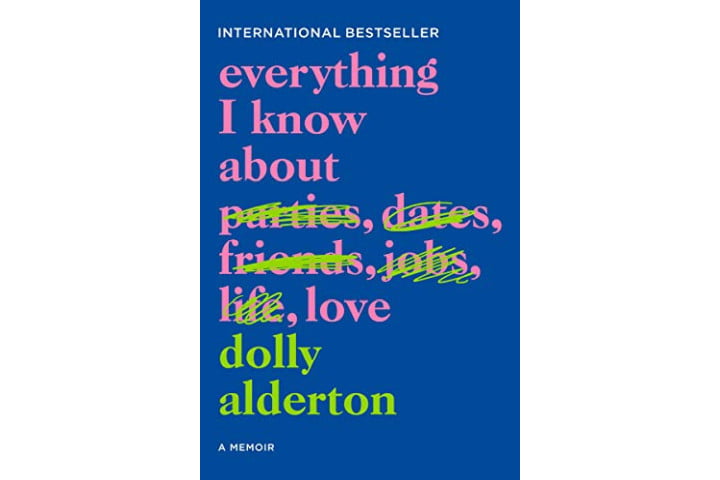 INTERNATIONAL BESTSELLER
everything
I know
about
parties, dates,
friends, jobs,
life, love
dolly
alderton
A MEMOIR